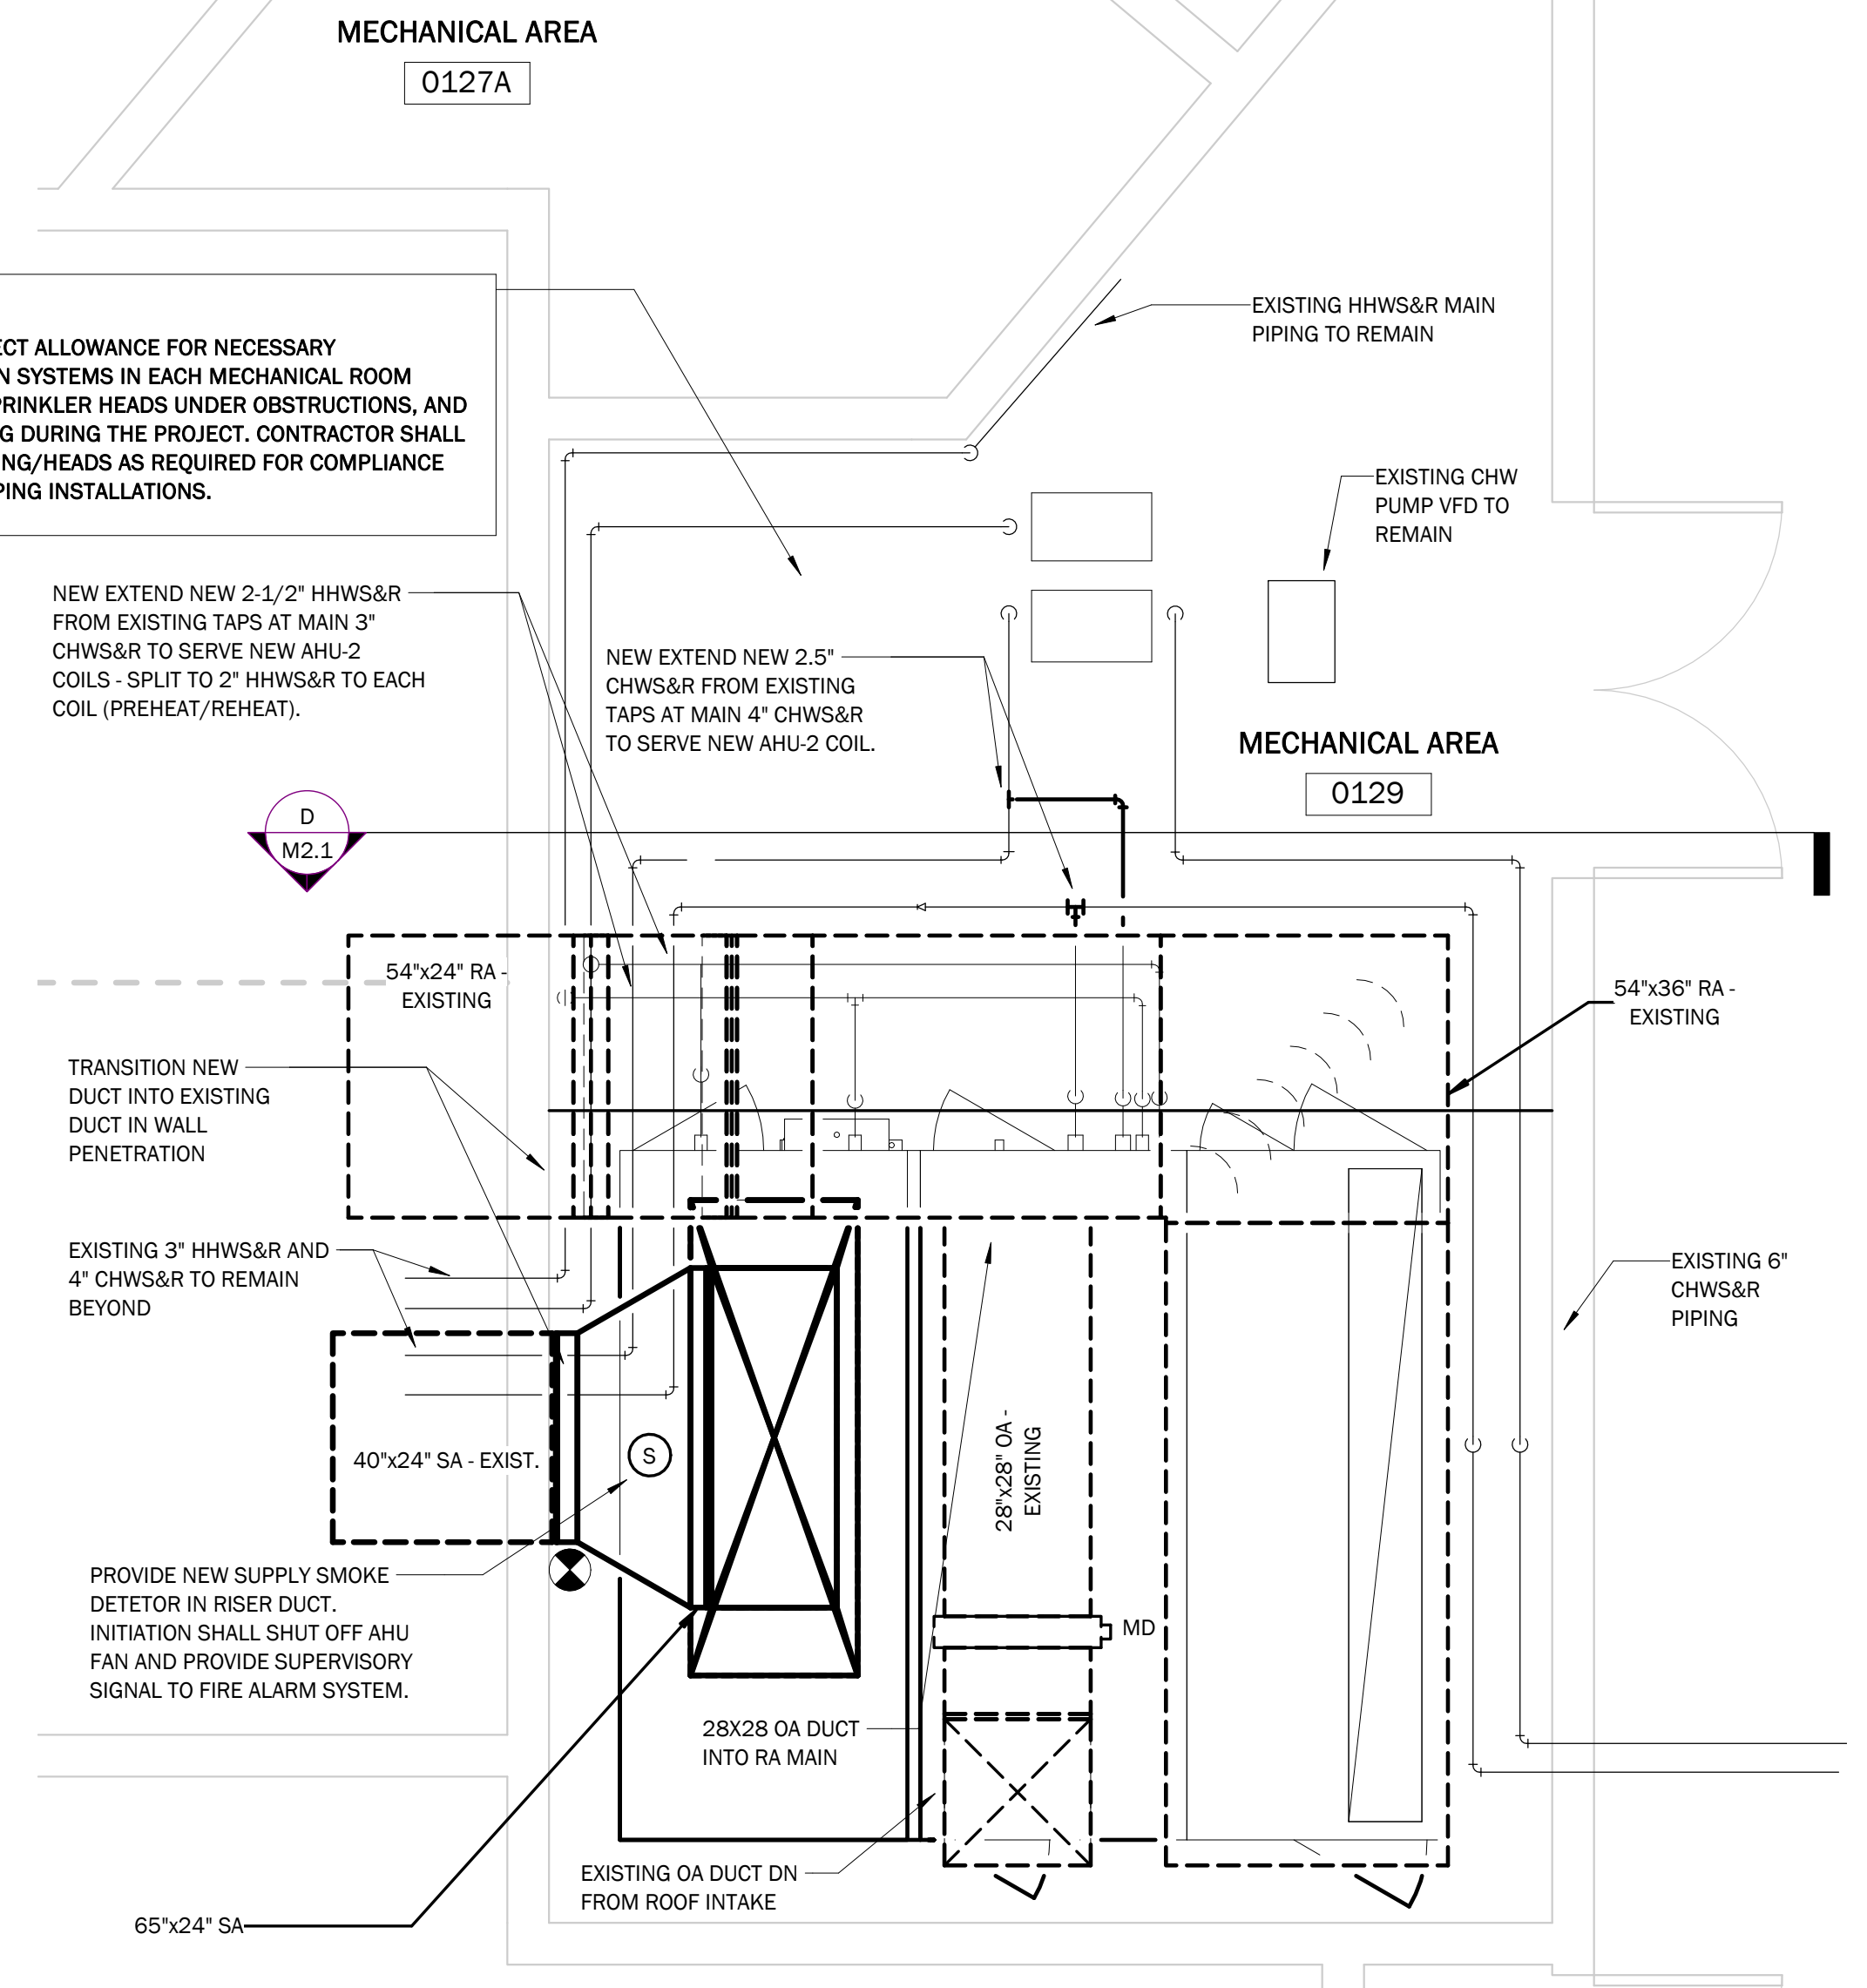 MECHANICAL AREA
0127A
ECT ALLOWANCE FOR NECESSARY
N SYSTEMS IN EACH MECHANICAL ROOM
PRINKLER HEADS UNDER OBSTRUCTIONS, AND
G DURING THE PROJECT. CONTRACTOR SHALL
ING/HEADS AS REQUIRED FOR COMPLIANCE
PING INSTALLATIONS.
EXISTING HHWS&R MAIN
PIPING TO REMAIN
EXISTING CHW
PUMP VFD TO
REMAIN
NEW EXTEND NEW 2-1/2" HHWS&R
FROM EXISTING TAPS AT MAIN 3"
CHWS&R TO SERVE NEW AHU-2
COILS - SPLIT TO 2" HHWS&R TO EACH
COIL (PREHEAT/REHEAT).
NEW EXTEND NEW 2.5"
CHWS&R FROM EXISTING
TAPS AT MAIN 4" CHWS&R
TO SERVE NEW AHU-2 COIL.
MECHANICAL AREA
0129
D
M2.1
54"x24" RA -
EXISTING
54"x36" RA -
EXISTING
TRANSITION NEW
DUCT INTO EXISTING
DUCT IN WALL
PENETRATION
EXISTING 3" HHWS&R AND
4" CHWS&R TO REMAIN
BEYOND
EXISTING 6"
CHWS&R
PIPING
40"x24" SA - EXIST.
S
28"x28" OA -
EXISTING
PROVIDE NEW SUPPLY SMOKE
DETETOR IN RISER DUCT.
INITIATION SHALL SHUT OFF AHU
FAN AND PROVIDE SUPERVISORY
SIGNAL TO FIRE ALARM SYSTEM.
MD
28X28 OA DUCT
INTO RA MAIN
EXISTING OA DUCT DN
FROM ROOF INTAKE
65"x24" SA